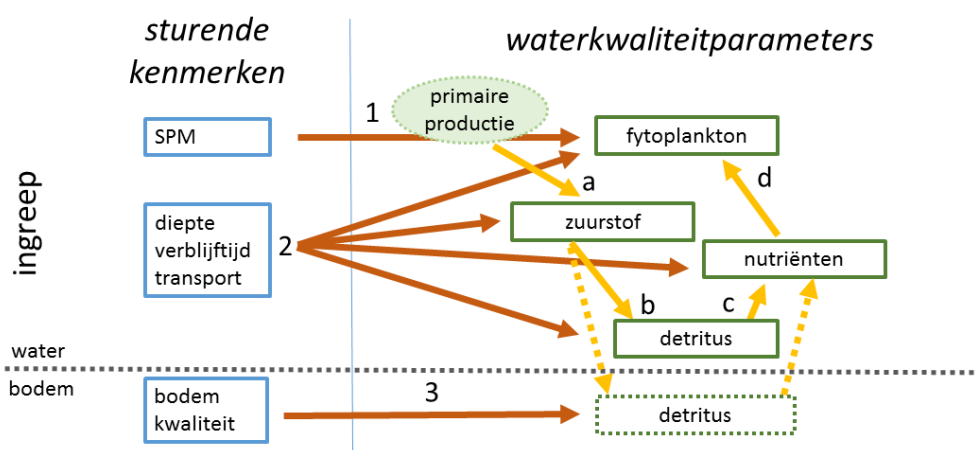 sturende
kenmerken
waterkwaliteitparameters
ingreep
SPM
1
primaire
productie
fytoplankton
a
d
diepte
verblijftijd
transport
2
zuurstof
nutriënten
b
c
detritus
water
bodem
bodem
kwaliteit
3
detritus